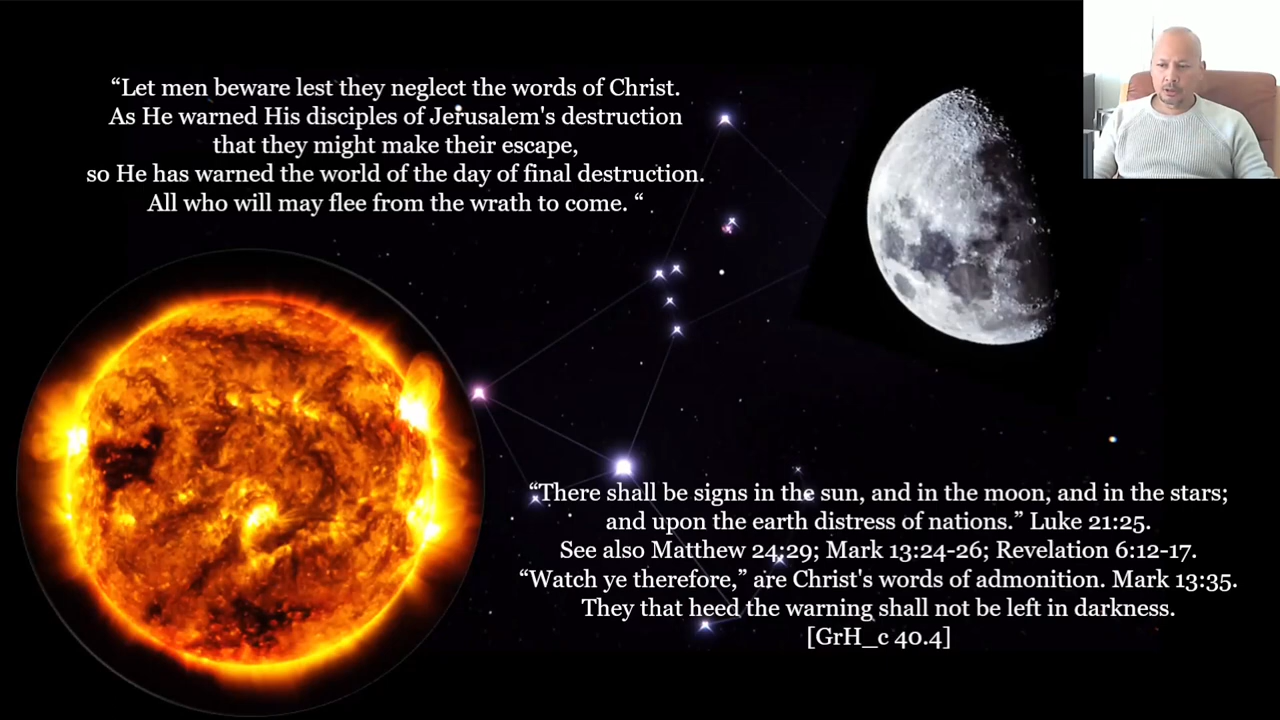 “Let men beware lest they neglect the words of Christ.
As He warned His disciples of Jerusalem's destruction
that they might make their escape,
so He has warned the world of the day of final destruction.
All who will may flee from the wrath to come. “
“There shall be signs in the sun, and in the moon, and in the stars;
and upon the earth distress of nations.” Luke 21:25.
See also Matthew 24:29; Mark 13:24-26; Revelation 6:12-17.
“Watch ye therefore,” are Christ's words of admonition. Mark 13:35.
They that heed the warning shall not be left in darkness.
[GrH_c 40.4]